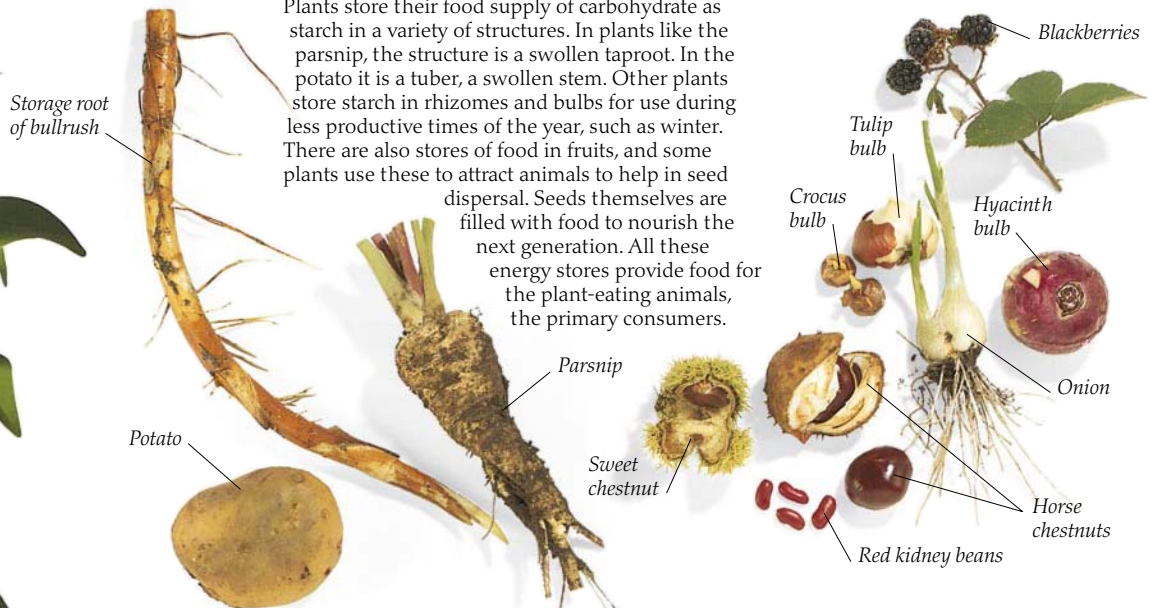 Plants store their food supply of carbohydrate as
starch in a variety of structures. In plants like the
parsnip, the structure is a swollen taproot. In the
potato it is a tuber, a swollen stem. Other plants
store starch in rhizomes and bulbs for use during
less productive times of the year, such as winter.
There are also stores of food in fruits, and some
plants use these to attract animals to help in seed
dispersal. Seeds themselves are
filled with food to nourish the
next generation. All these
energy stores provide food for
the plant-eating animals,
the primary consumers.
Storage root
of bullrush
Blackberries
Tulip
bulb
Crocus
bulb
Hyacinth
bulb
Parsnip
Onion
Potato
Sweet
chestnut
Horse
chestnuts
Red kidney beans